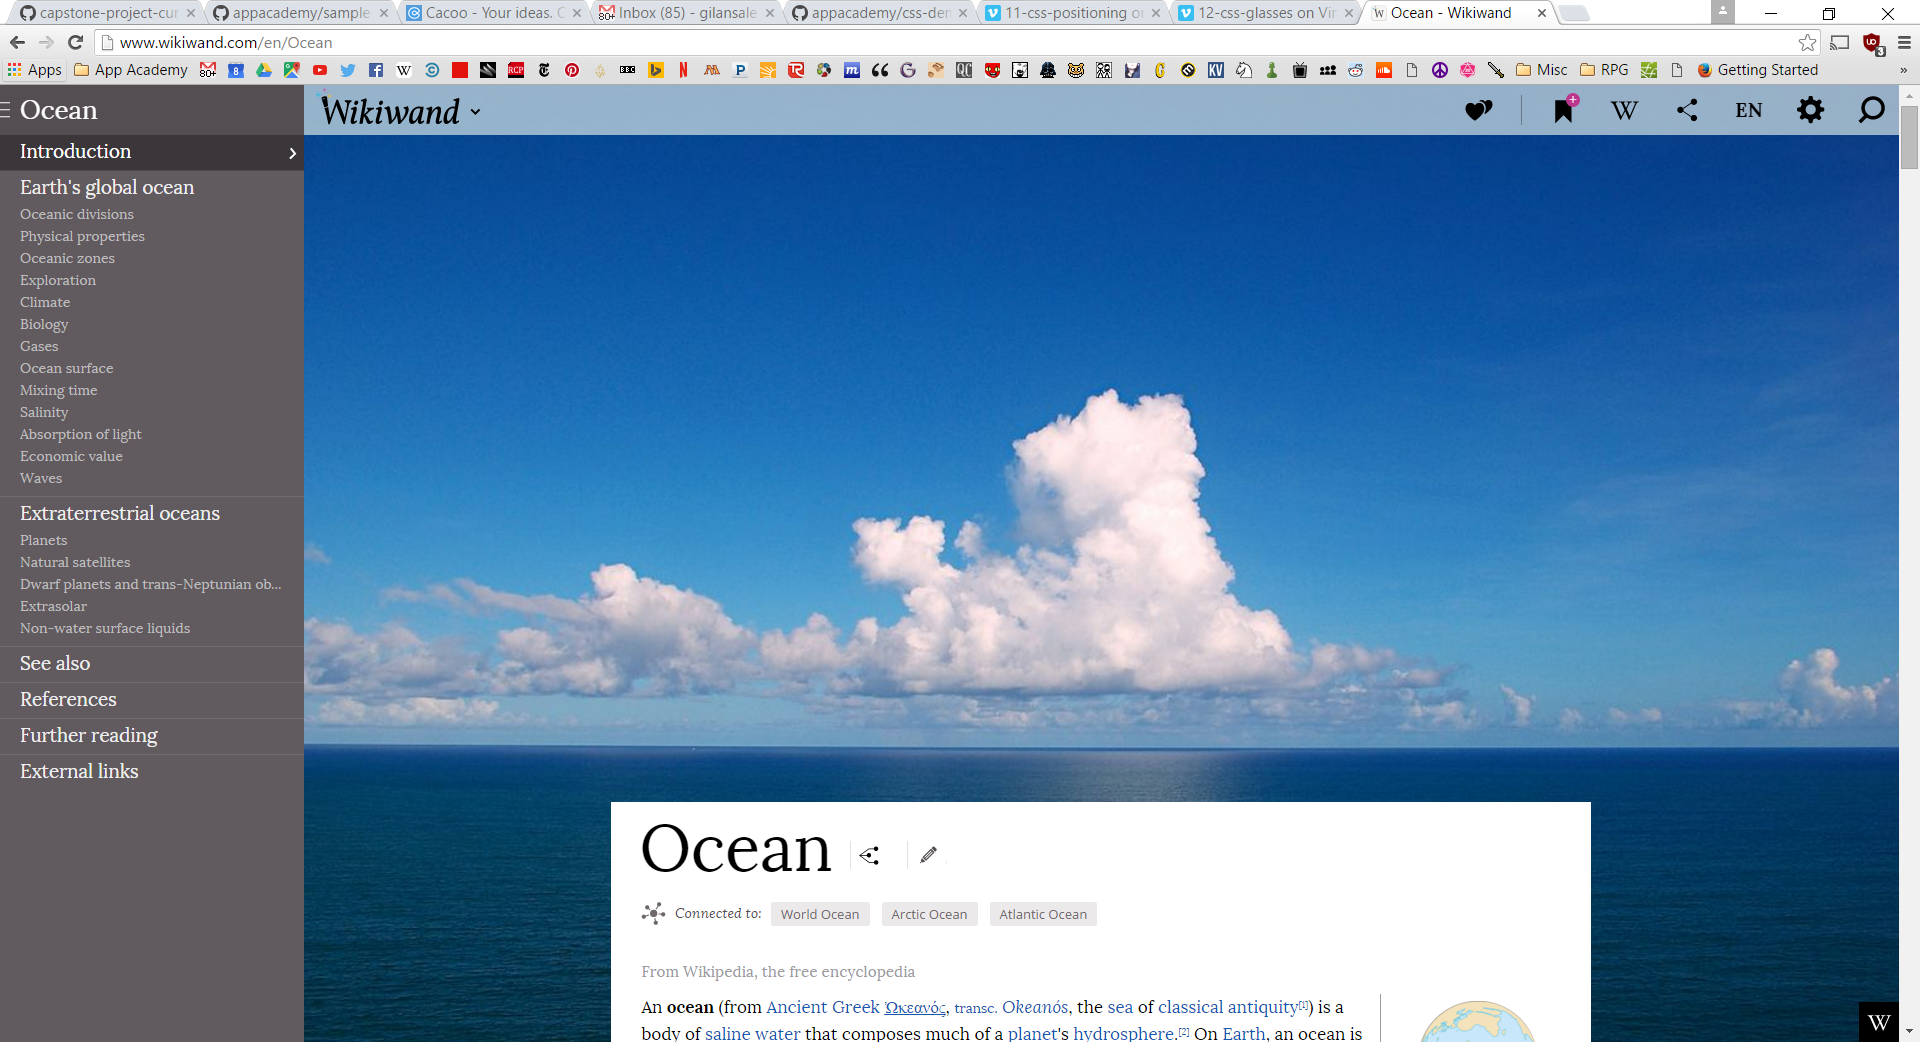 capstone-project-cur
appacademy/sample
Cacoo - Your ideas. C
Inbox (85) - gilansale
appacademy/css-den
11-css-positioning o
12-css-glasses on Vi
Ocean - Wikiwand
www.wikiwand.com/en/Ocean
Apps
App Academy
Misc
RPG
Getting Started
Ocean
Introduction
Earth's global ocean
Oceanic divisions
Physical properties
Oceanic zones
Exploration
Climate
Biology
Gases
Ocean surface
Mixing time
Salinity
Absorption of light
Economic value
Waves
Extraterrestrial oceans
Planets
Natural satellites
Dwarf planets and trans-Neptunian ob...
Extrasolar
Non-water surface liquids
See also
References
Further reading
External links
Wikiwand
W
EN
Ocean
Connected to: World Ocean Arctic Ocean Atlantic Ocean
From Wikipedia, the free encyclopedia
An ocean (from Ancient Greek Ὠκεανός, transc. Okeanós, the sea of classical antiquity[1]) is a
body of saline water that composes much of a planet's hydrosphere.[2] On Earth, an ocean is
W